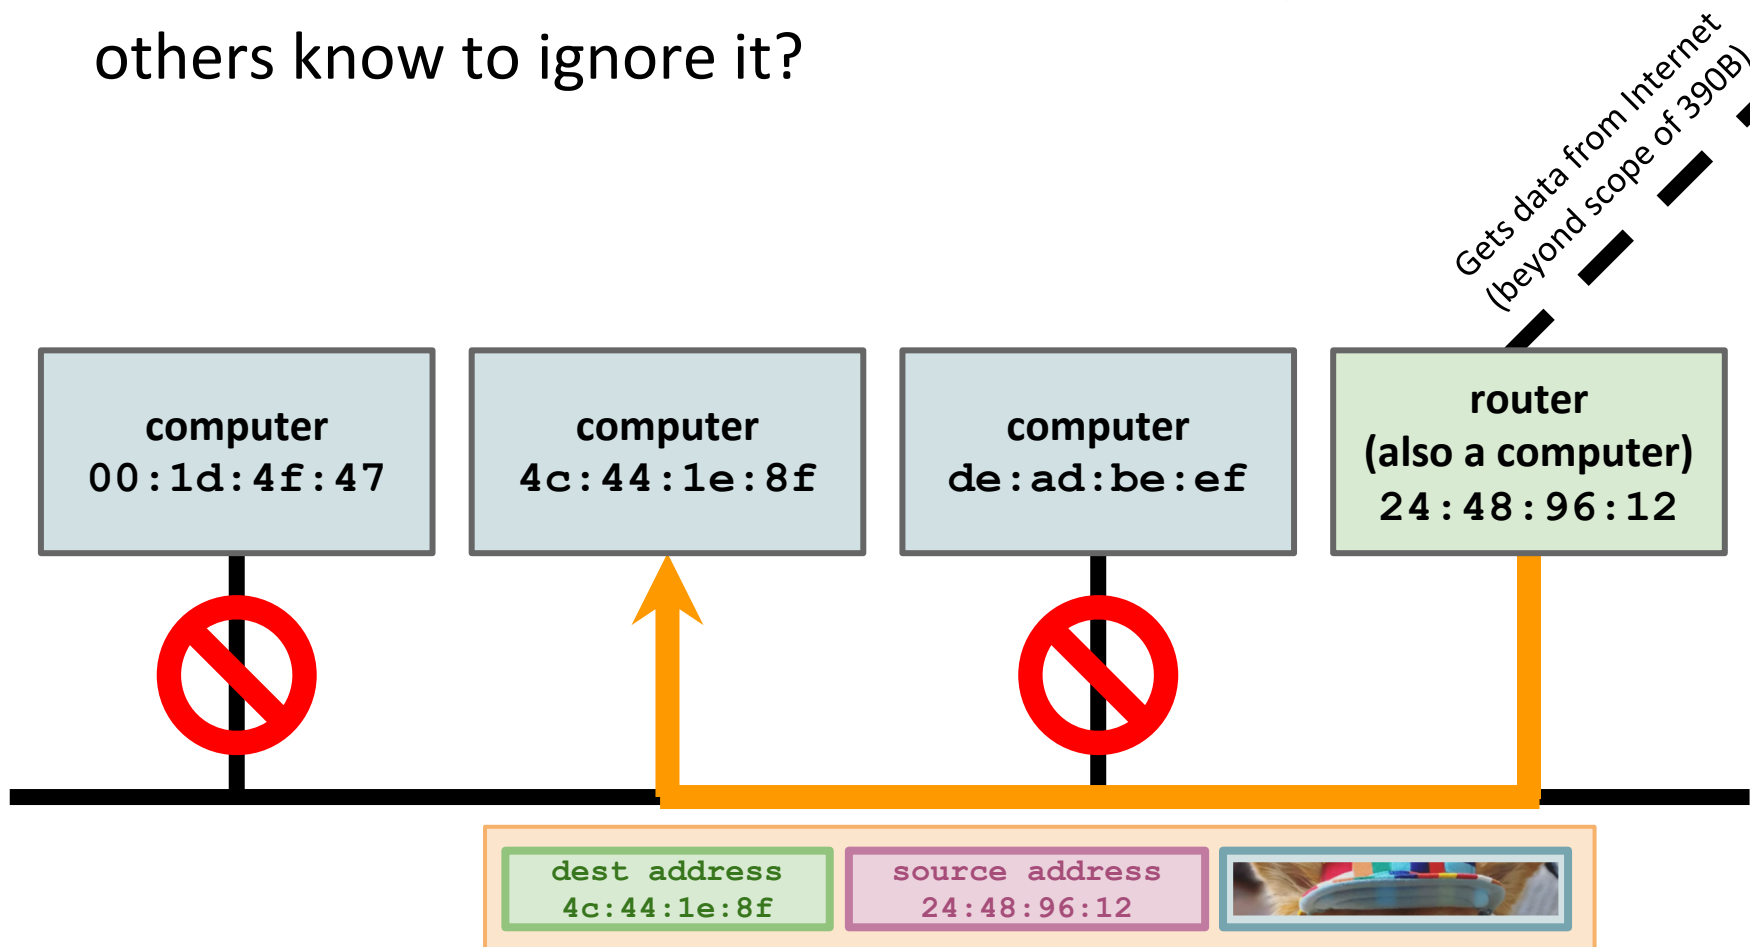 others know to ignore it?
Gets data from Internet
(beyond scope of 390B)
computer
00:1d:4f:47
computer
4c:44:1e:8f
computer
de:ad:be:ef
router
(also a computer)
24:48:96:12
dest address
4c:44:1e:8f
source address
24:48:96:12